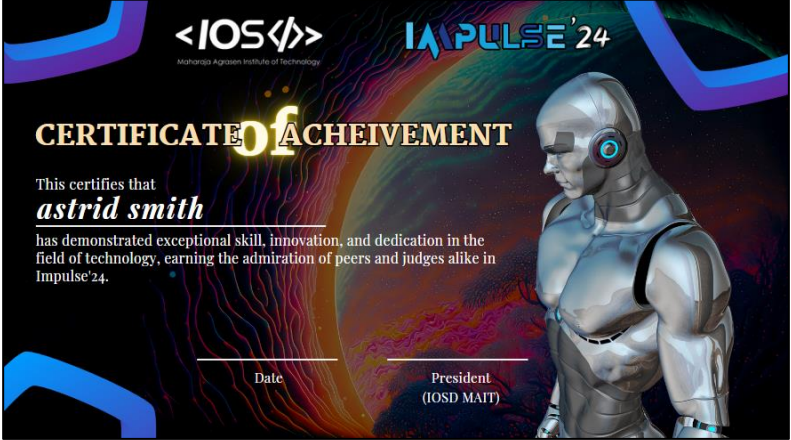 <IOS</>>
IMPULSE'24
Maharaja Agrasen Institute of Technology
CERTIFICATE of ACHEIVEMENT
This certifies that
astrid smith
has demonstrated exceptional skill, innovation, and dedication in the
field of technology, earning the admiration of peers and judges alike in
Impulse'24.
Date
President
(IOSD MAIT)